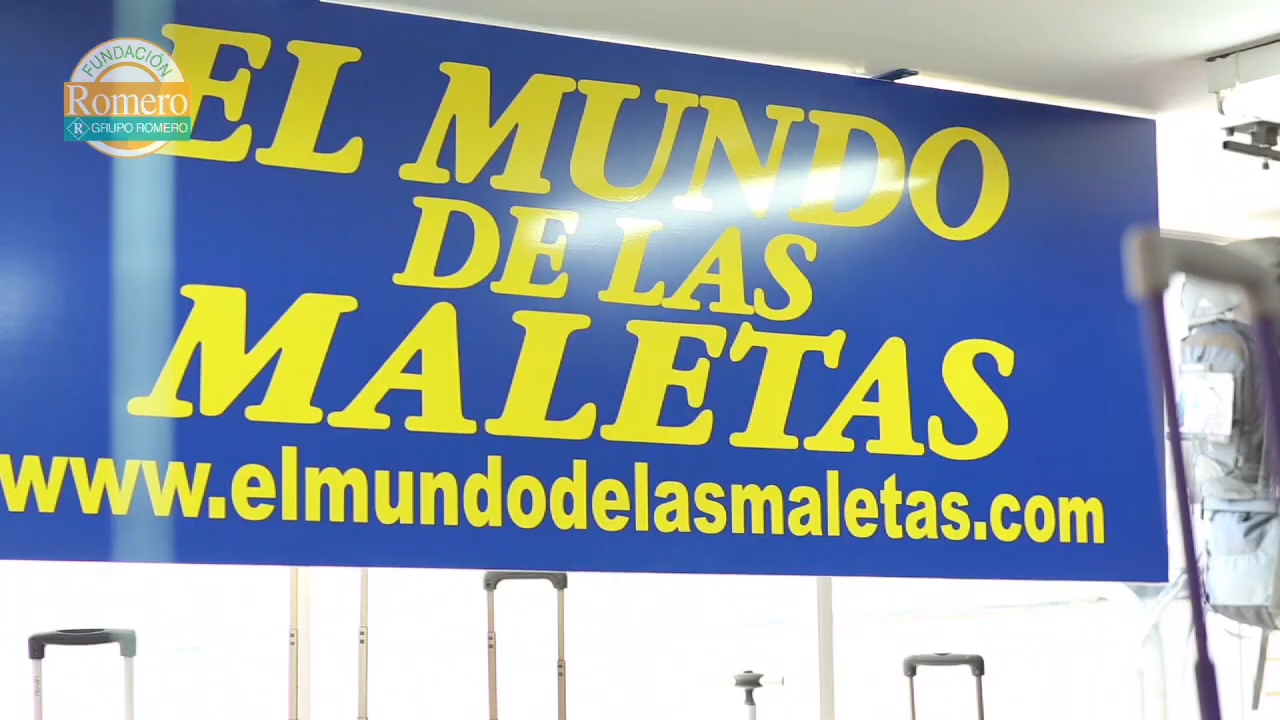 FUNDACIÓN
Romero
R GRUPO ROMERO
EL MUNDO
DE LAS
MALETAS
www.elmundodelasmaletas.com